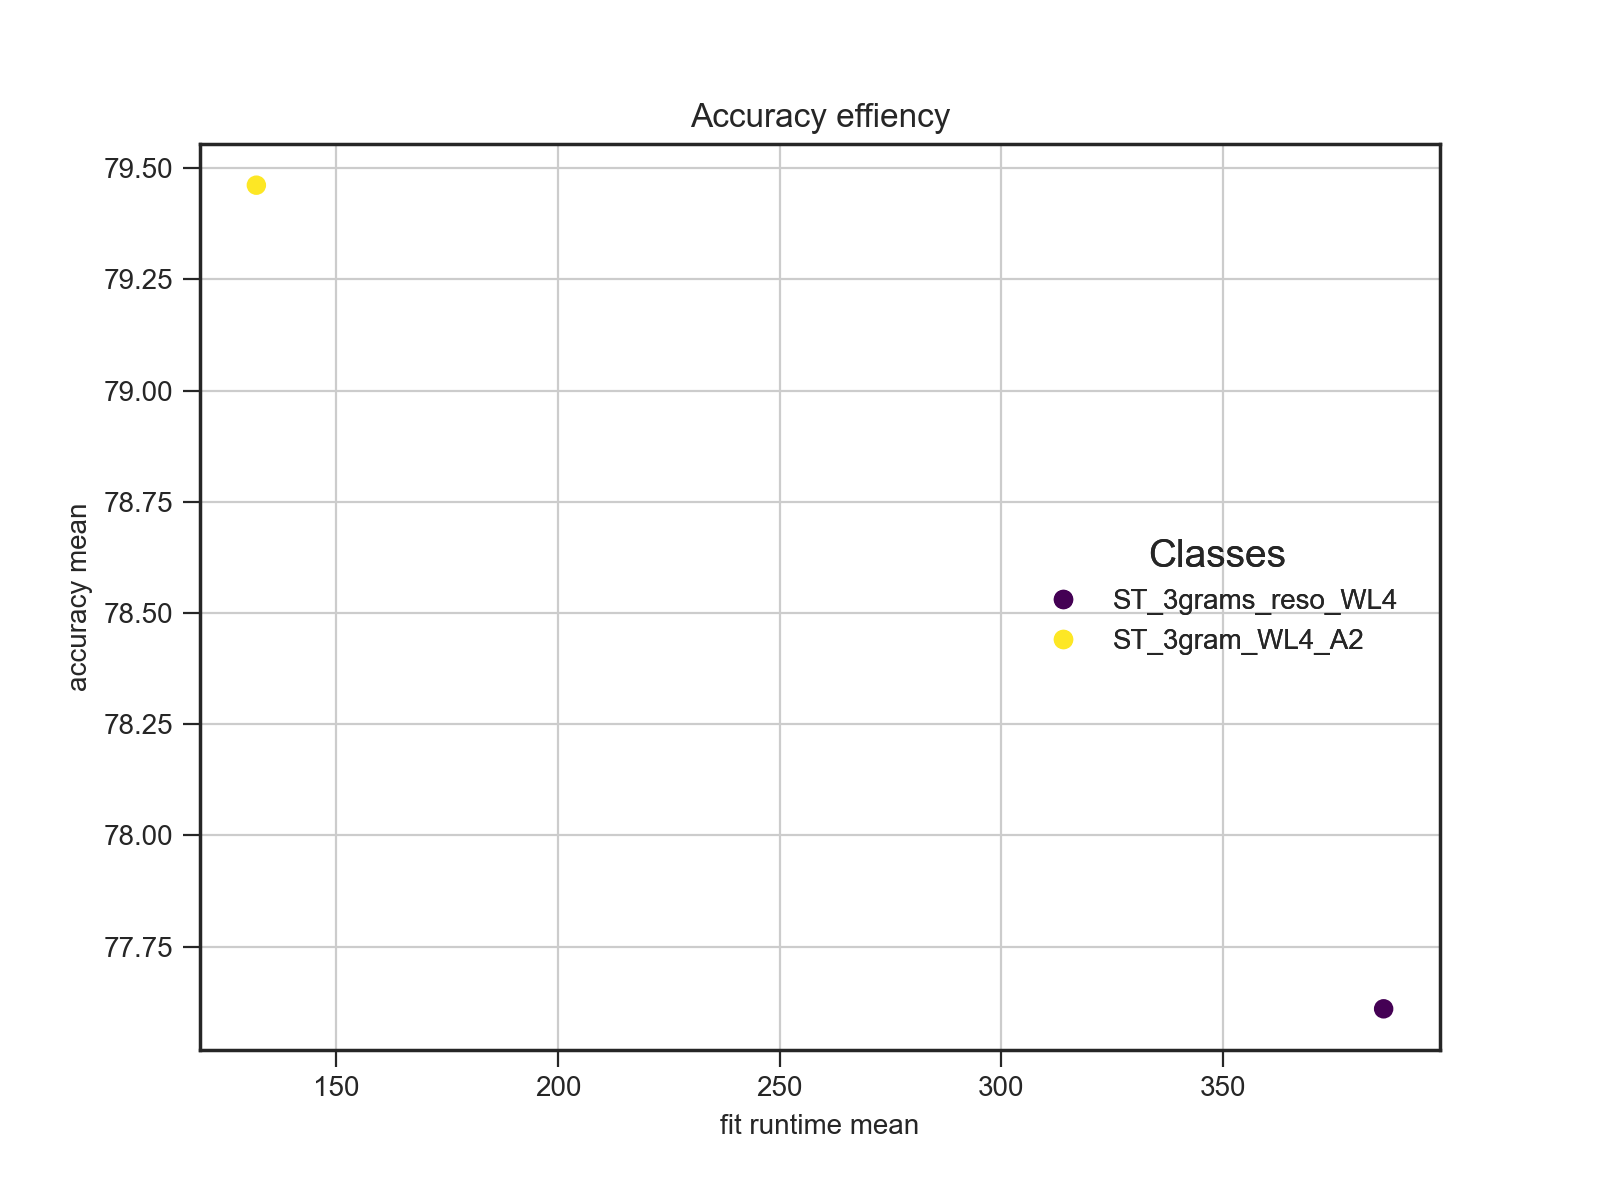 Accuracy effiency
79.50
79.25
79.00
78.75
78.50
78.25
78.00
77.75
accuracy mean
Classes
ST_3grams_reso_WL4
ST_3gram_WL4_A2
150 200 250 300 350
fit runtime mean